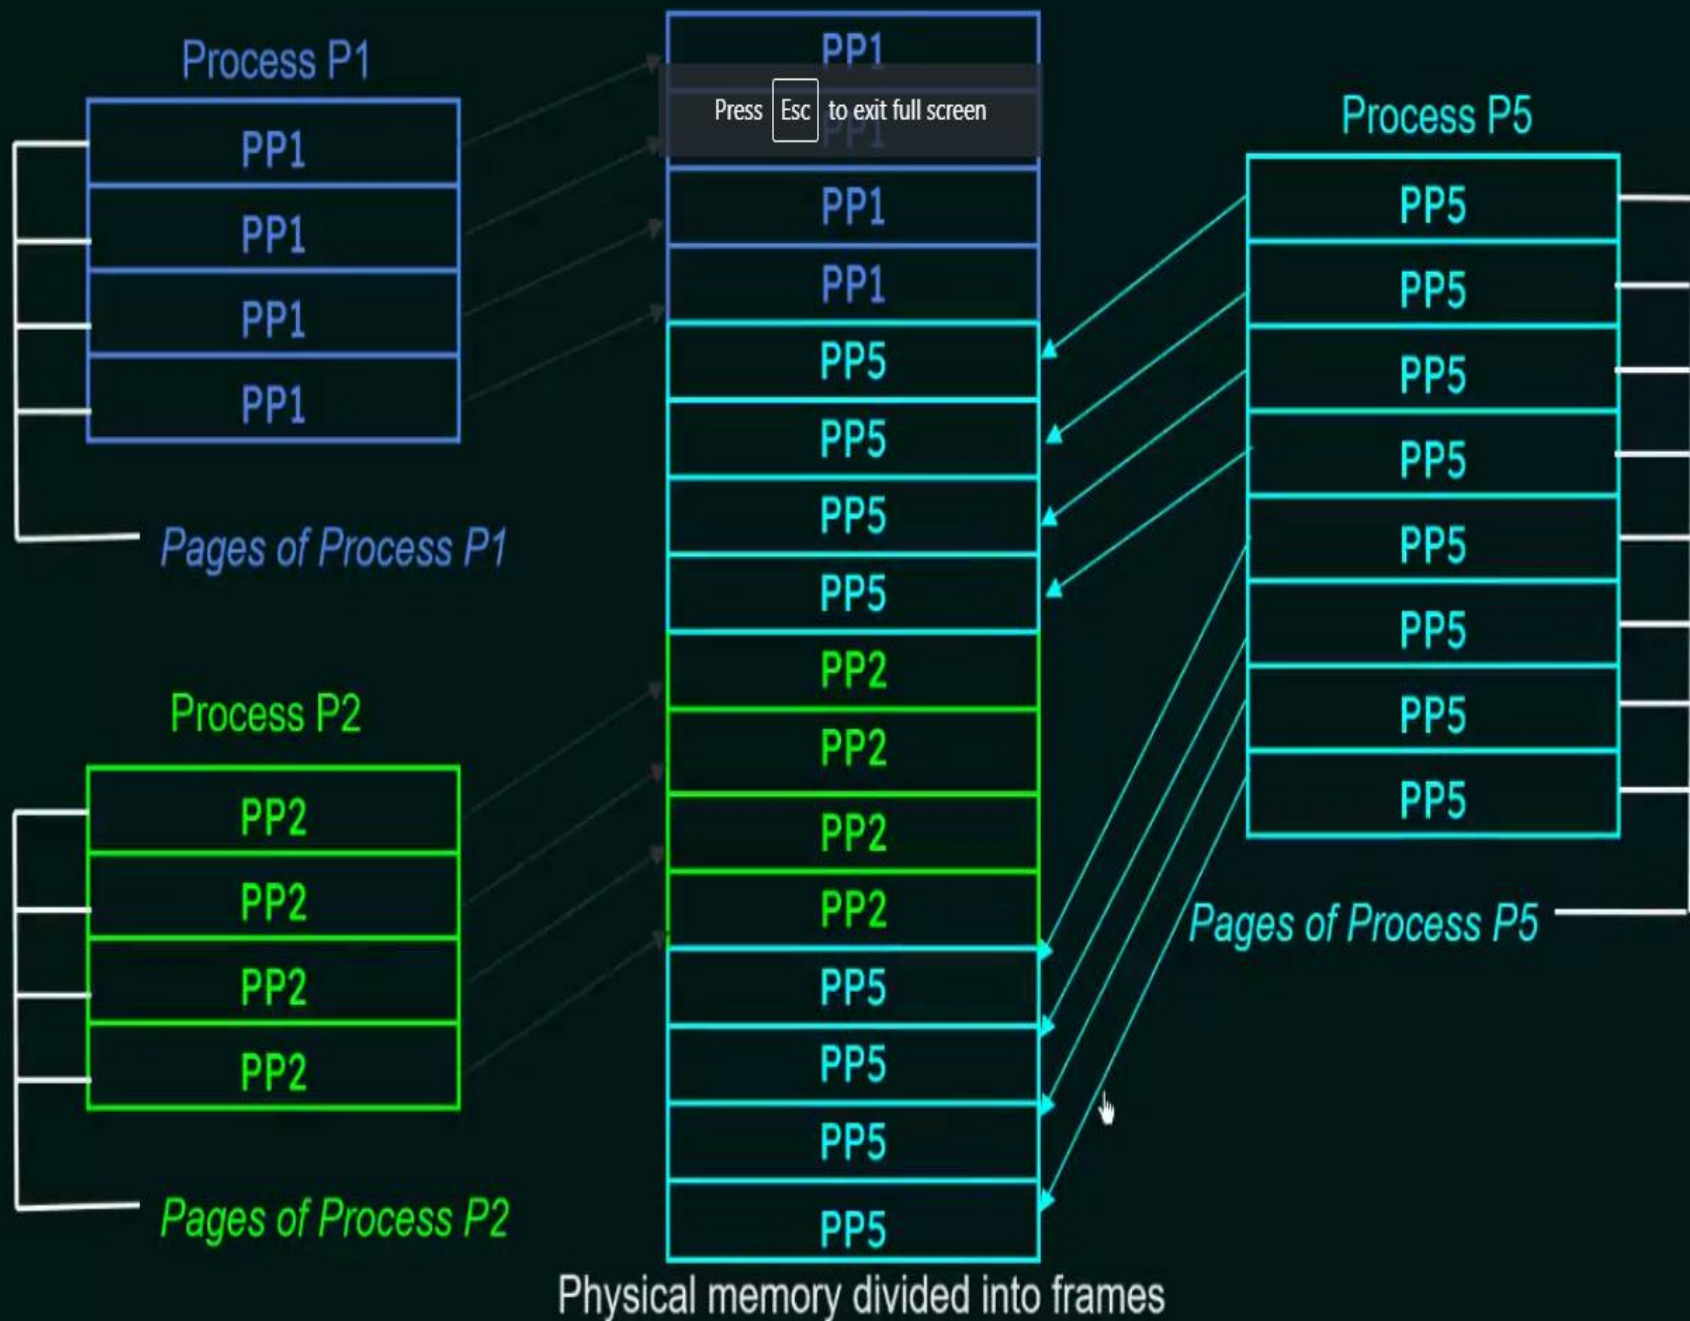 Process P1
PP1
PP1
PP1
PP1
Pages of Process P1
Process P2
PP2
PP2
PP2
PP2
Pages of Process P2
PP1
Press Esc to exit full screen
PP1
PP1
PP1
PP5
PP5
PP5
PP5
PP2
PP2
PP2
PP2
PP5
PP5
PP5
PP5
Physical memory divided into frames
Process P5
PP5
PP5
PP5
PP5
PP5
PP5
PP5
PP5
Pages of Process P5